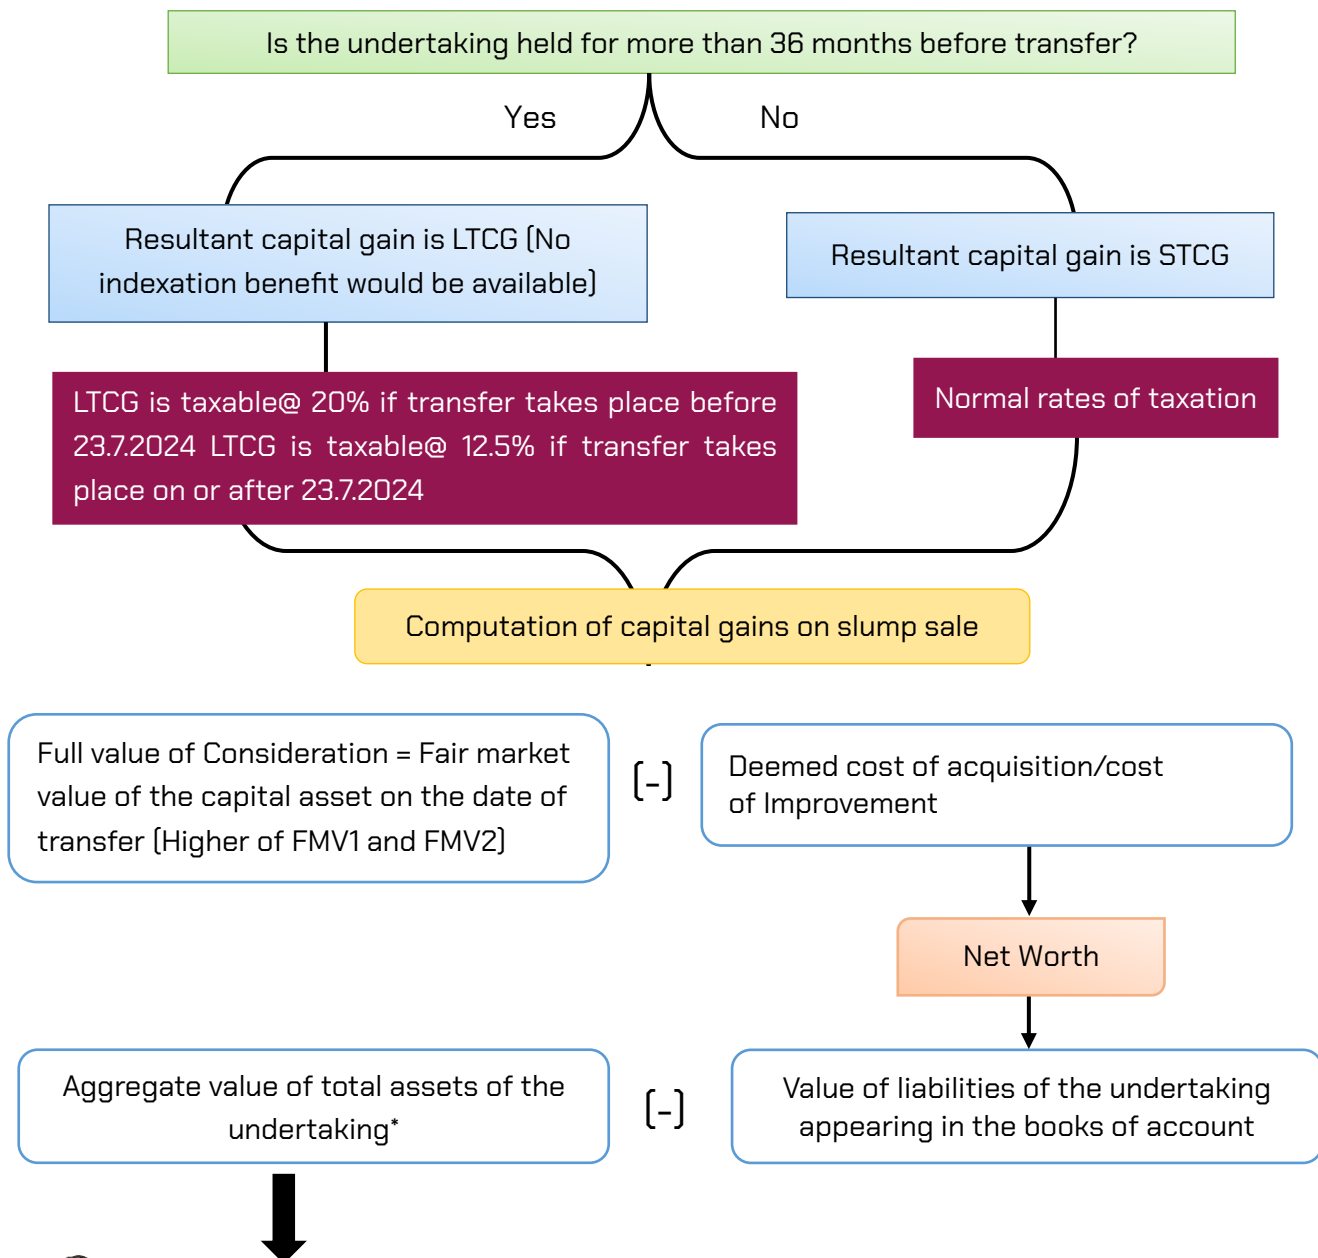 Is the undertaking held for more than 36 months before transfer?
Yes
No
Resultant capital gain is LTCG (No
indexation benefit would be available)
Resultant capital gain is STCG
LTCG is taxable@ 20% if transfer takes place before
23.7.2024 LTCG is taxable@ 12.5% if transfer takes
place on or after 23.7.2024
Normal rates of taxation
Computation of capital gains on slump sale
Full value of Consideration = Fair market
value of the capital asset on the date of
transfer (Higher of FMV1 and FMV2)
(-)
Deemed cost of acquisition/cost
of Improvement
Net Worth
Aggregate value of total assets of the
undertaking*
(-)
Value of liabilities of the undertaking
appearing in the books of account